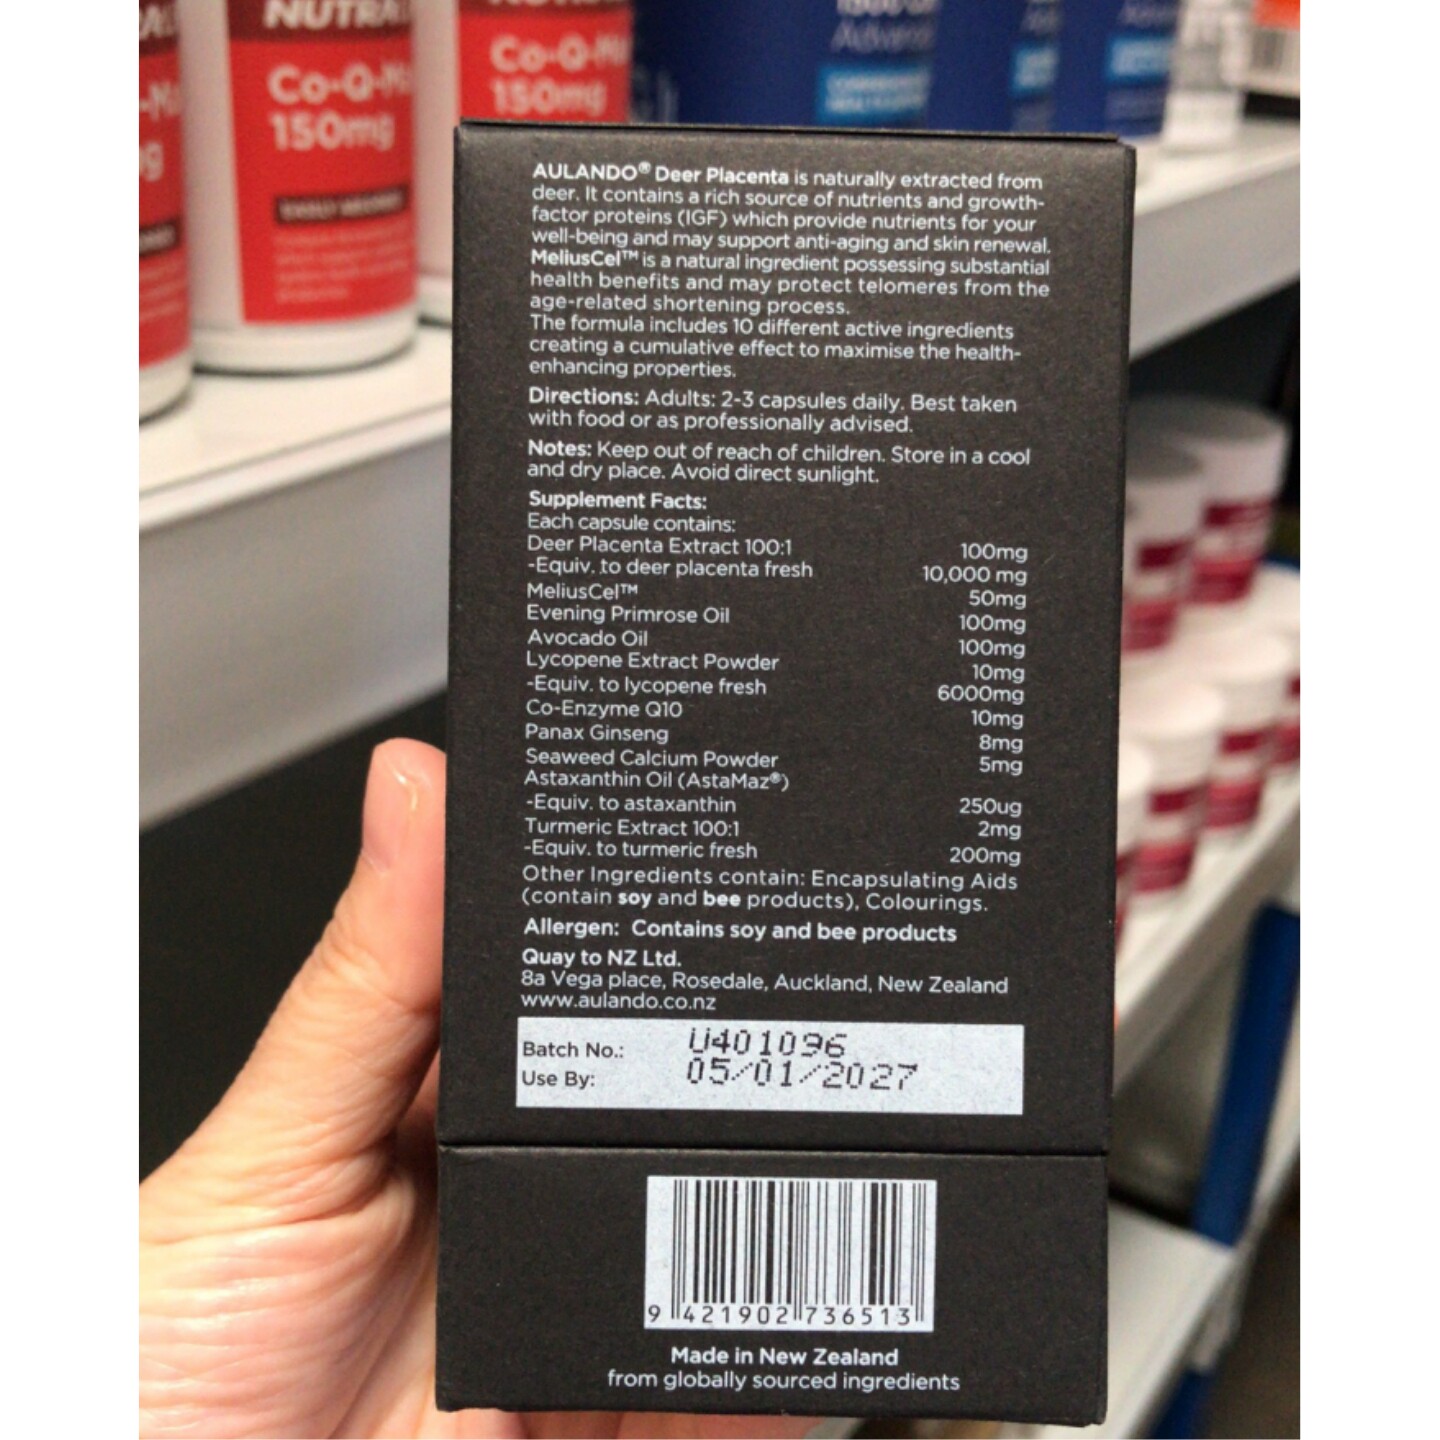 Co-Q-
150mg
Co-Q-
150mg
AULANDO® Deer Placenta is naturally extracted from
deer. It contains a rich source of nutrients and growth-
factor proteins (IGF) which provide nutrients for your
well-being and may support anti-aging and skin renewal.
MeliusCel™ is a natural ingredient possessing substantial
health benefits and may protect telomeres from the
age-related shortening process.
The formula includes 10 different active ingredients
creating a cumulative effect to maximise the health-
enhancing properties.
Directions: Adults: 2-3 capsules daily. Best taken
with food or as professionally advised.
Notes: Keep out of reach of children. Store in a cool
and dry place. Avoid direct sunlight.
Supplement Facts:
Each capsule contains:
Deer Placenta Extract 100:1 100mg
-Equiv. to deer placenta fresh 10,000 mg
MeliusCel™ 50mg
Evening Primrose Oil 100mg
Avocado Oil 100mg
Lycopene Extract Powder 10mg
-Equiv. to lycopene fresh 6000mg
Co-Enzyme Q10 10mg
Panax Ginseng 8mg
Seaweed Calcium Powder 5mg
Astaxanthin Oil (AstaMaz®)
-Equiv. to astaxanthin 250ug
Turmeric Extract 100:1 2mg
-Equiv. to turmeric fresh 200mg
Other Ingredients contain: Encapsulating Aids
(contain soy and bee products), Colourings.
Allergen: Contains soy and bee products
Quay to NZ Ltd.
8a Vega place, Rosedale, Auckland, New Zealand
www.aulando.co.nz
Batch No.: U401096
Use By: 05/01/2027
9 421902 736513
Made in New Zealand
from globally sourced ingredients